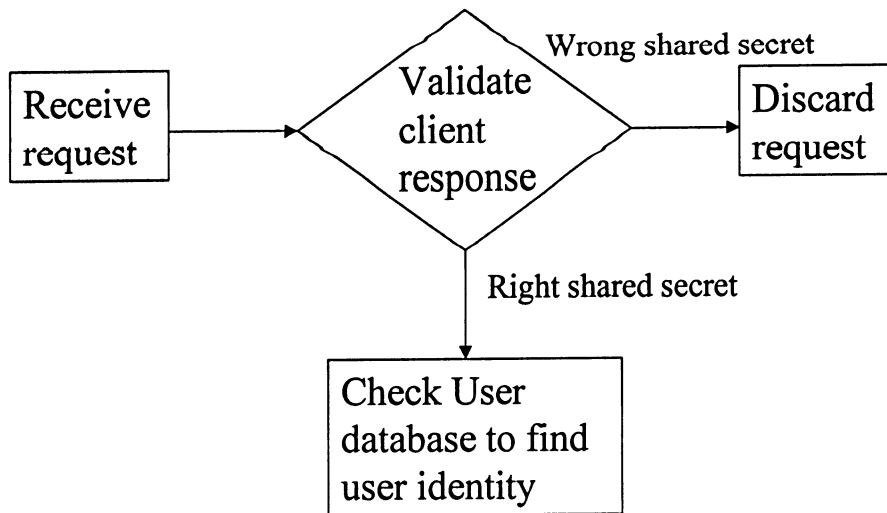 Receive
request
Validate
client
response
Wrong shared secret
Discard
request
Right shared secret
Check User
database to find
user identity